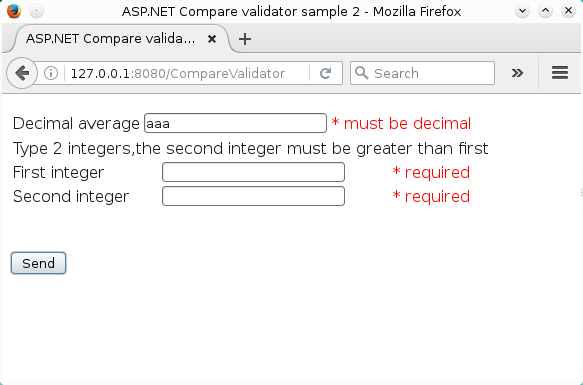 ASP.NET Compare validator sample 2 - Mozilla Firefox
ASP.NET Compare valida...
127.0.0.1:8080/CompareValidator
Search
Decimal average aaa * must be decimal
Type 2 integers,the second integer must be greater than first
First integer * required
Second integer * required
Send